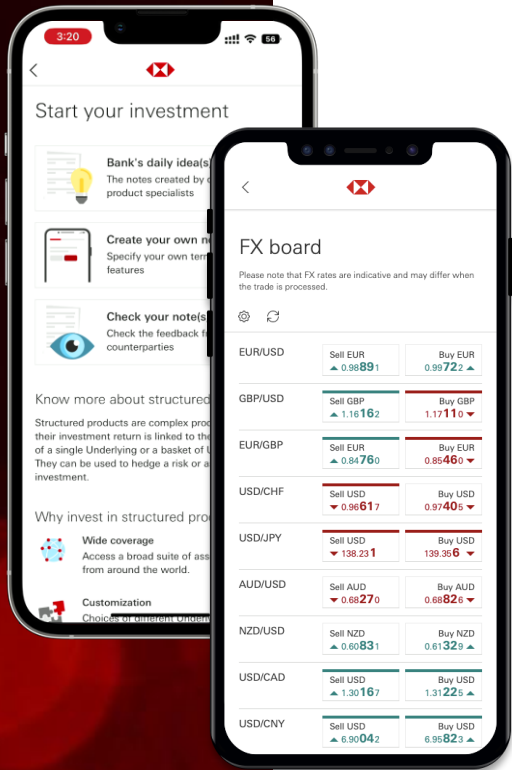 3:20
56
Start your investment
Bank's daily idea(s
The notes created by
product specialists
Create your own
Specify your own
features
Check your note(s
Check the feedback
counterparties
Know more about structured
Structured products are complex
their investment return is linked to the
of a single Underlying or a basket of
They can be used to hedge a risk or a
investment.
Why invest in structured
Wide coverage
Access a broad suite of
from around the world.
Customization
Choices of different
FX board
Please note that FX rates are indicative and may differ when
the trade is processed.
EUR/USD
Sell EUR
▲ 0.98891
Buy EUR
0.99722 ▲
GBP/USD
Sell GBP
▲ 1.16162
Buy GBP
1.17110 ▼
EUR/GBP
Sell EUR
▲ 0.84760
Buy EUR
0.85460 ▼
USD/CHF
Sell USD
▼ 0.96617
Buy USD
0.97405 ▼
USD/JPY
Sell USD
▼ 138.231
Buy USD
139.356 ▼
AUD/USD
Sell AUD
▼ 0.68270
Buy AUD
0.68826 ▼
NZD/USD
Sell NZD
▲ 0.60831
Buy NZD
0.61329 ▲
USD/CAD
Sell USD
▲ 1.30167
Buy USD
1.31225 ▲
USD/CNY
Sell USD
▲ 6.90042
Buy USD
6.95823 ▲